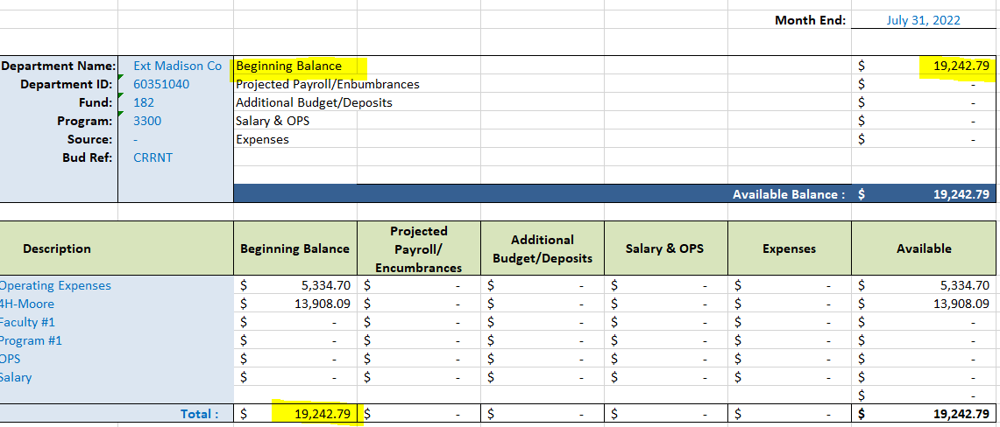 Month End: July 31, 2022
Department Name: Ext Madison Co Beginning Balance $ 19,242.79
Department ID: 60351040 Projected Payroll/Enbumbrances $ -
Fund: 182 Additional Budget/Deposits $ -
Program: 3300 Salary & OPS $ -
Source: - Expenses $ -
Bud Ref: CRRNT
Available Balance : $ 19,242.79
Description Beginning Balance Projected Payroll/ Encumbrances Additional Budget/Deposits Salary & OPS Expenses Available
Operating Expenses $ 5,334.70 $ - $ - $ - $ - $ 5,334.70
4H-Moore $ 13,908.09 $ - $ - $ - $ - $ 13,908.09
Faculty #1 $ - $ - $ - $ - $ - $ -
Program #1 $ - $ - $ - $ - $ - $ -
OPS $ - $ - $ - $ - $ - $ -
Salary $ - $ - $ - $ - $ - $ -
$ -
Total : $ 19,242.79 $ - $ - $ - $ - $ 19,242.79